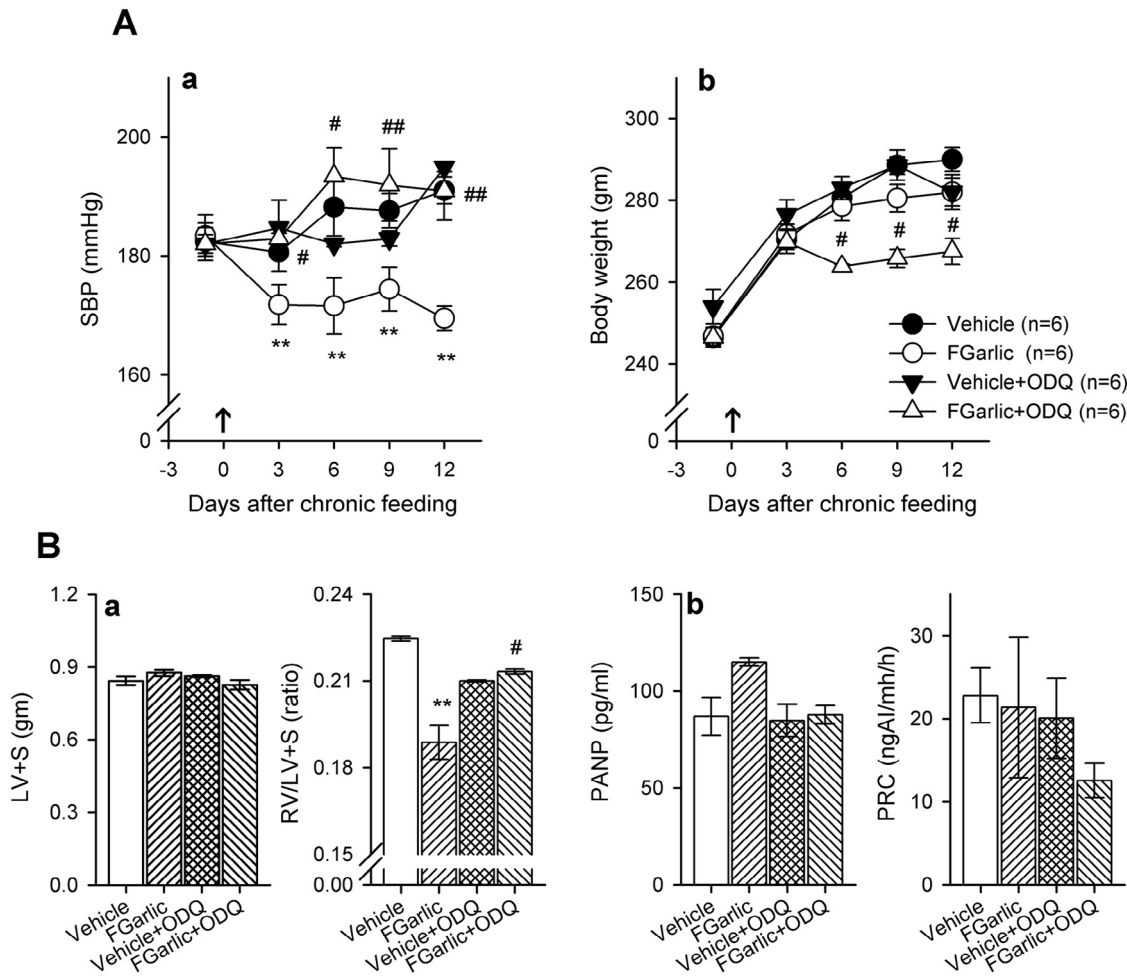 A
a
SBP (mmHg)
200
180
160
0
-3 0 3 6 9 12
Days after chronic feeding
# ## ## #
** ** ** **
b
Body weight (gm)
300
280
260
240
0
-3 0 3 6 9 12
Days after chronic feeding
# # #
Vehicle (n=6)
FGarlic (n=6)
Vehicle+ODQ (n=6)
FGarlic+ODQ (n=6)
B
a
LV+S (gm)
1.2
0.9
0.6
0.3
0.0
Vehicle
FGarlic
Vehicle+ODQ
FGarlic+ODQ
RV/LV+S (ratio)
0.24
0.21
0.18
0.15
0.00
**
#
Vehicle
FGarlic
Vehicle+ODQ
FGarlic+ODQ
b
PANP (pg/ml)
150
100
50
0
Vehicle
FGarlic
Vehicle+ODQ
FGarlic+ODQ
PRC (ngAI/mh/h)
30
20
10
0
Vehicle
FGarlic
Vehicle+ODQ
FGarlic+ODQ